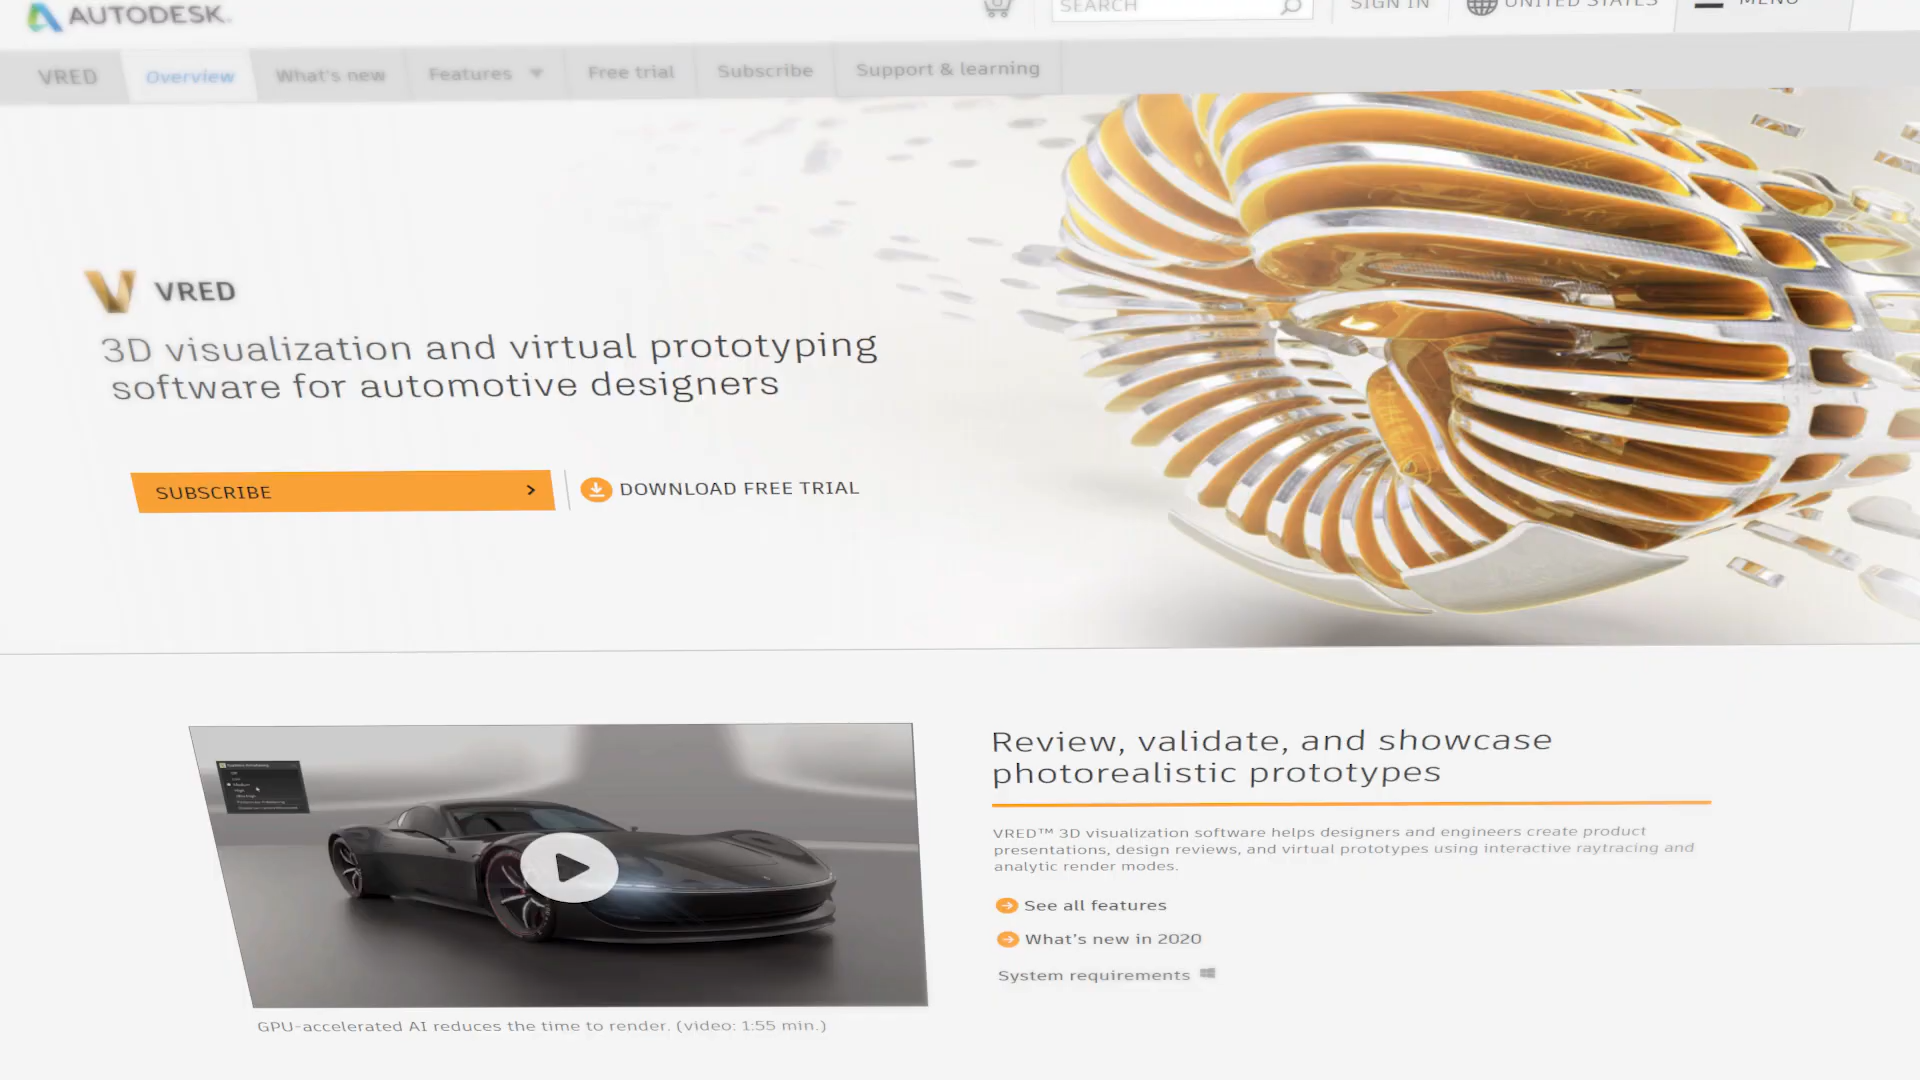 AUTODESK.
0
SEARCH
SIGN IN
UNITED STATES
MENU
VRED
Overview
What's new
Features
Free trial
Subscribe
Support & learning
VRED
3D visualization and virtual prototyping
software for automotive designers
SUBSCRIBE
DOWNLOAD FREE TRIAL
Review, validate, and showcase
photorealistic prototypes
VRED™ 3D visualization software helps designers and engineers create product
presentations, design reviews, and virtual prototypes using interactive raytracing and
analytic render modes.
See all features
What's new in 2020
System requirements
GPU-accelerated AI reduces the time to render. (video: 1:55 min.)